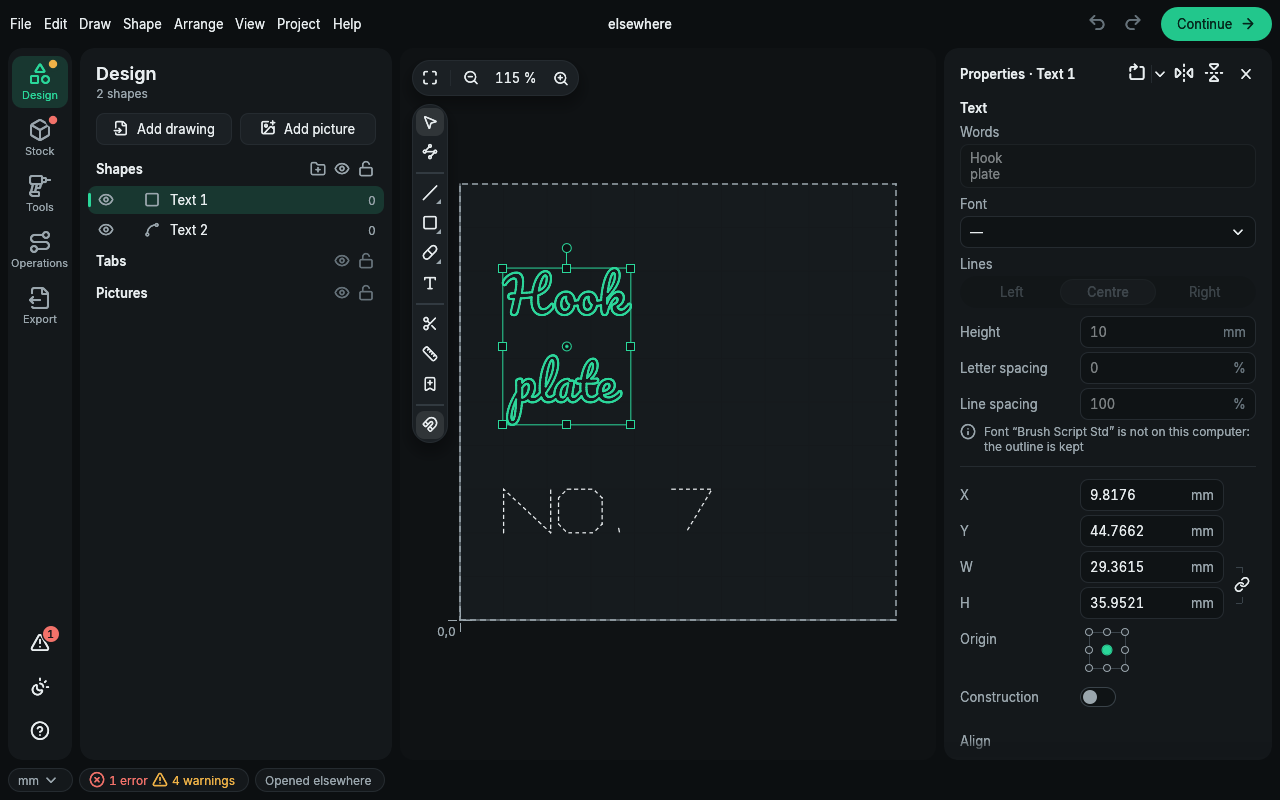 File Edit Draw Shape Arrange View Project Help
elsewhere
Continue
Design
Stock
Tools
Operations
Export
1
Design
2 shapes
Add drawing
Add picture
Shapes
Text 1 0
Text 2 0
Tabs
Pictures
115 %
Hook
plate
NO. 7
0,0
Properties · Text 1
Text
Words
Hook
plate
Font
—
Lines
Left Centre Right
Height 10 mm
Letter spacing 0 %
Line spacing 100 %
Font “Brush Script Std” is not on this computer:
the outline is kept
X 9.8176 mm
Y 44.7662 mm
W 29.3615 mm
H 35.9521 mm
Origin
Construction
Align
mm
1 error 4 warnings
Opened elsewhere